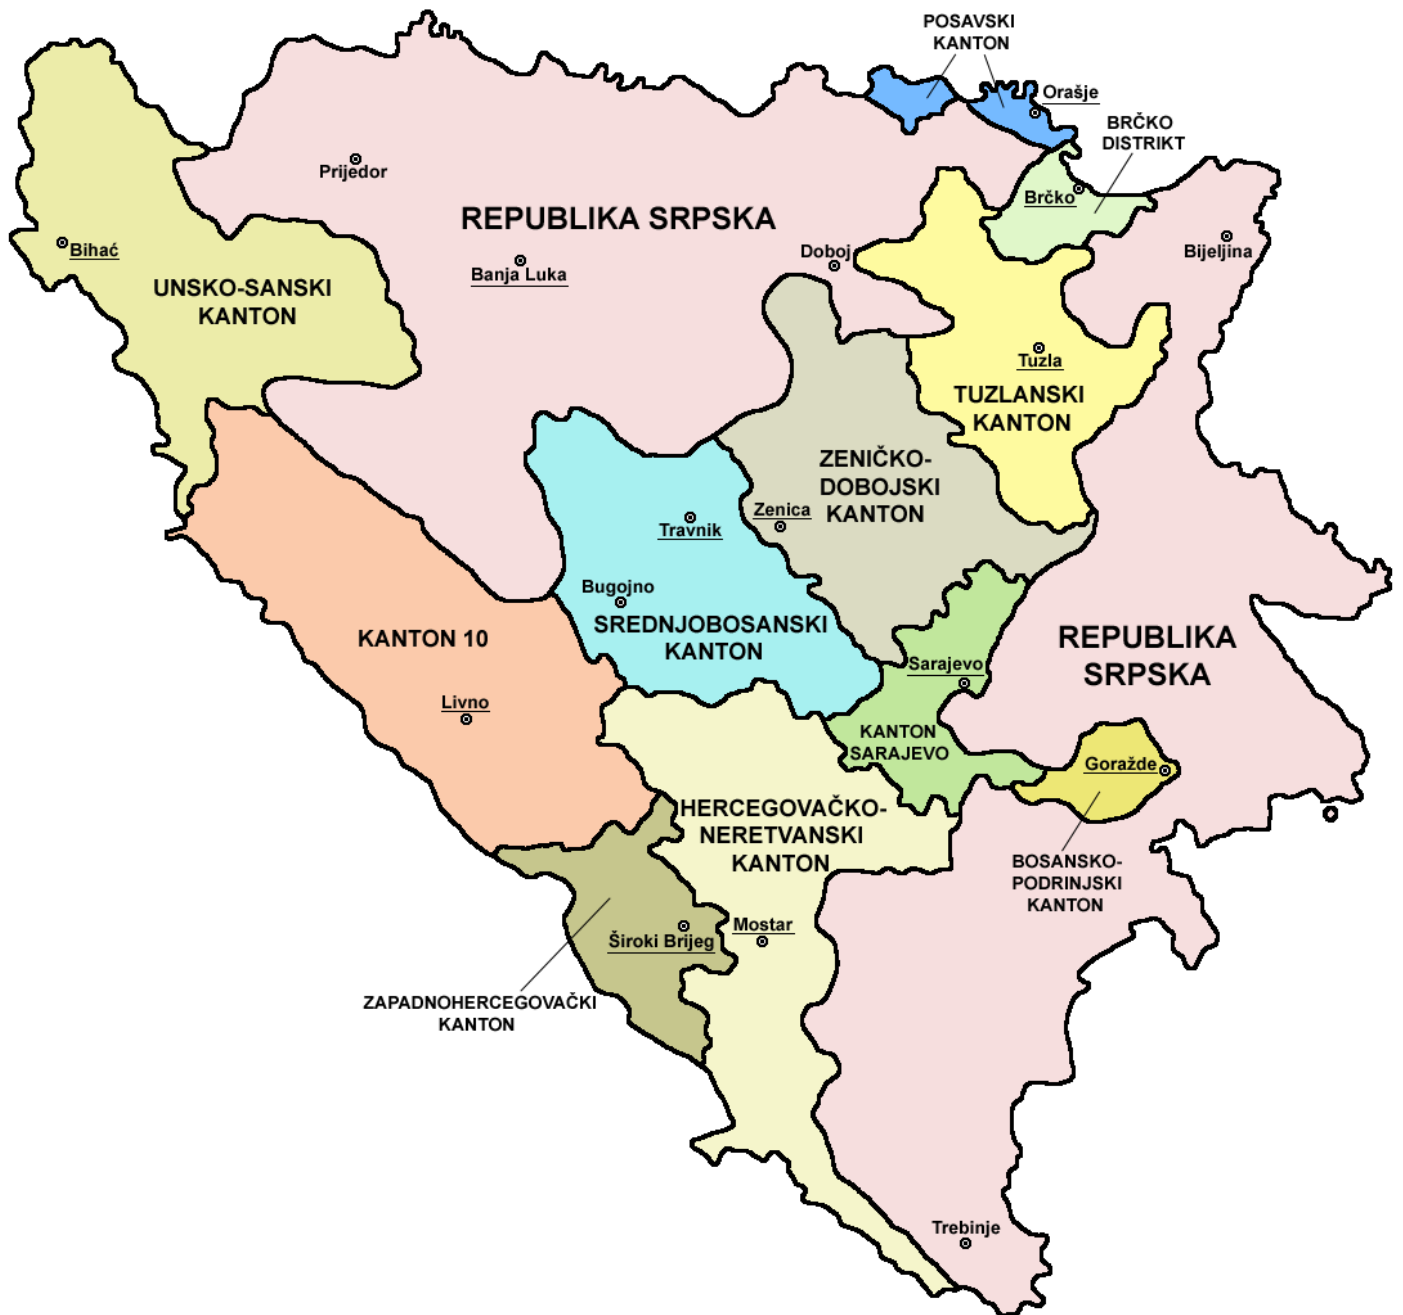 POSAVSKI
KANTON
Orašje
BRČKO
DISTRIKT
Prijedor
Brčko
REPUBLIKA SRPSKA
Bihać
Doboj
Bijeljina
Banja Luka
UNSKO-SANSKI
KANTON
Tuzla
TUZLANSKI
KANTON
ZENIČKO-
DOBOJSKI
KANTON
Zenica
Travnik
Bugojno
SREDNJOBOSANSKI
KANTON
KANTON 10
REPUBLIKA
SRPSKA
Sarajevo
Livno
KANTON
SARAJEVO
Goražde
HERCEGOVAČKO-
NERETVANSKI
KANTON
BOSANSKO-
PODRINJSKI
KANTON
Mostar
Široki Brijeg
ZAPADNOHERCEGOVAČKI
KANTON
Trebinje